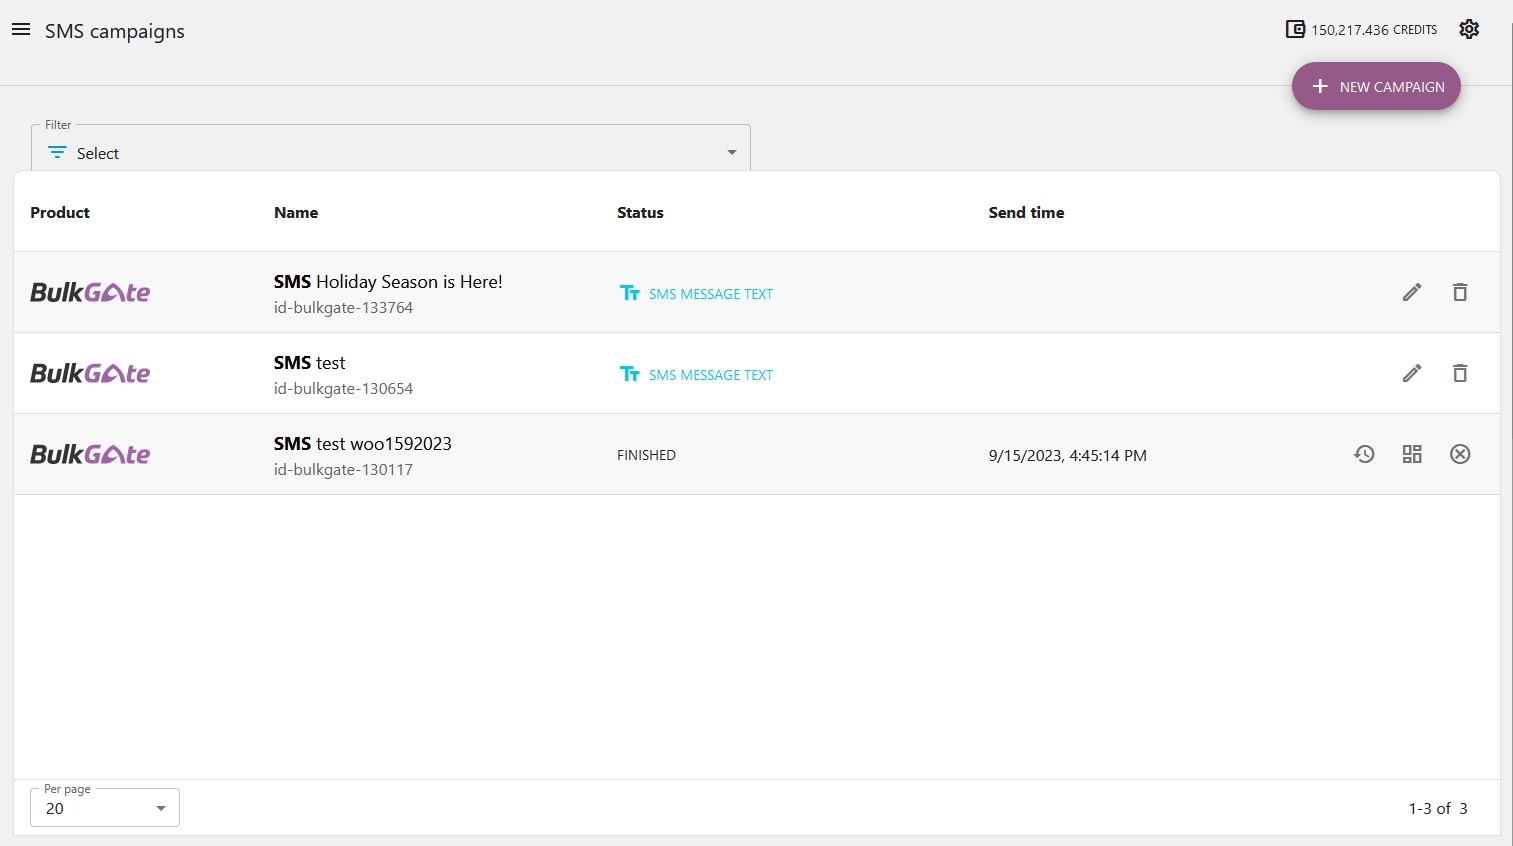 SMS campaigns
150,217.436 CREDITS
NEW CAMPAIGN
Filter
Select
Product Name Status Send time
BulkGate SMS Holiday Season is Here! SMS MESSAGE TEXT
id-bulkgate-133764
BulkGate SMS test SMS MESSAGE TEXT
id-bulkgate-130654
BulkGate SMS test woo1592023 FINISHED 9/15/2023, 4:45:14 PM
id-bulkgate-130117
Per page
20
1-3 of 3